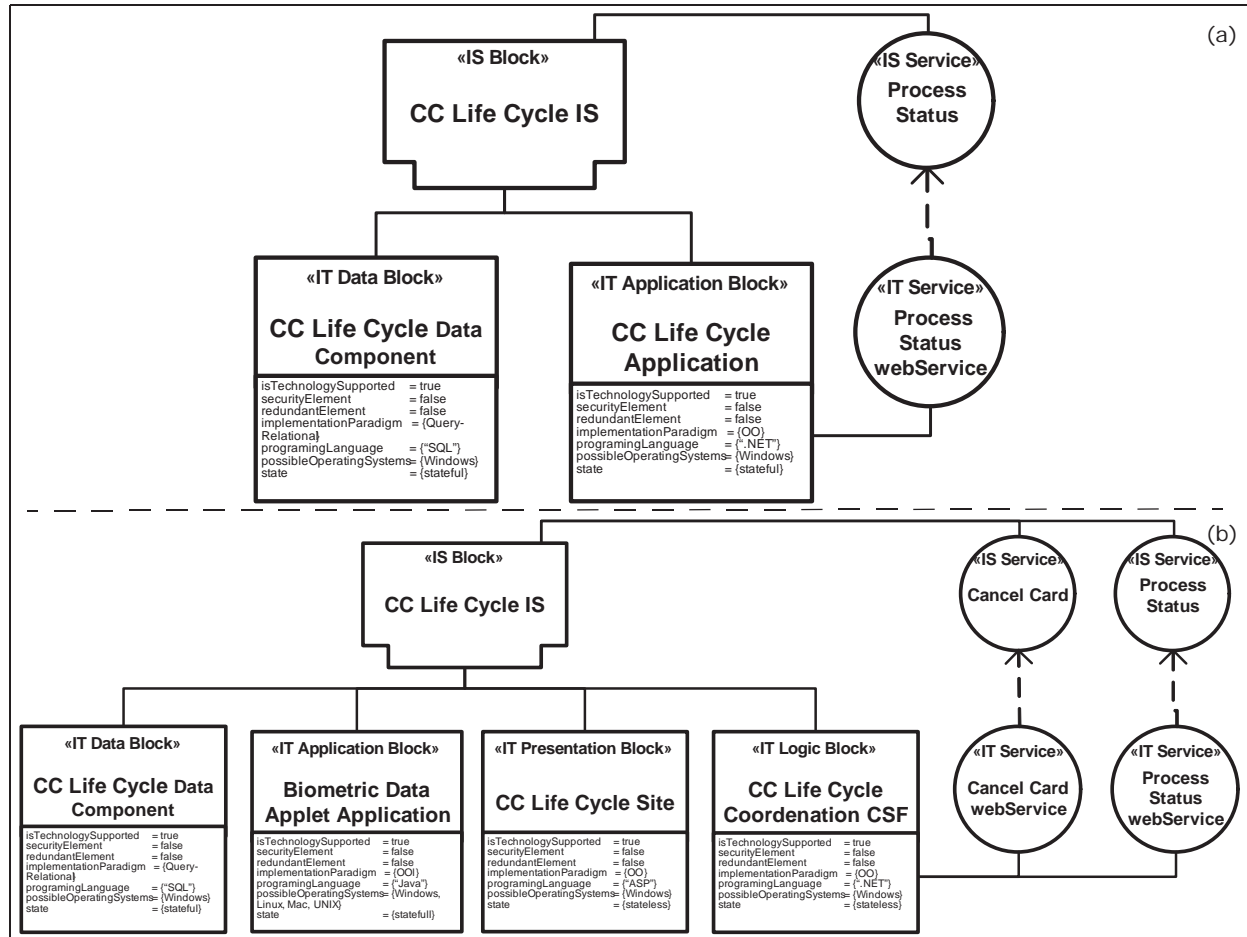 (a)
«IS Block»
CC Life Cycle IS
«IS Service»
Process
Status
«IT Data Block»
CC Life Cycle Data
Component
isTechnologySupported = true
securityElement = false
redundantElement = false
implementationParadigm = {Query-
Relational}
programingLanguage = {“SQL”}
possibleOperatingSystems = {Windows}
state = {stateful}
«IT Application Block»
CC Life Cycle
Application
isTechnologySupported = true
securityElement = false
redundantElement = false
implementationParadigm = {OO}
programingLanguage = {“.NET”}
possibleOperatingSystems = {Windows}
state = {stateful}
«IT Service»
Process
Status
webService
(b)
«IS Block»
CC Life Cycle IS
«IS Service»
Cancel Card
«IS Service»
Process
Status
«IT Data Block»
CC Life Cycle Data
Component
isTechnologySupported = true
securityElement = false
redundantElement = false
implementationParadigm = {Query-
Relational}
programingLanguage = {“SQL”}
possibleOperatingSystems = {Windows}
state = {stateful}
«IT Application Block»
Biometric Data
Applet Application
isTechnologySupported = true
securityElement = false
redundantElement = false
implementationParadigm = {OOl}
programingLanguage = {“Java”}
possibleOperatingSystems = {Windows,
Linux, Mac, UNIX}
state = {statefull}
«IT Presentation Block»
CC Life Cycle Site
isTechnologySupported = true
securityElement = false
redundantElement = false
implementationParadigm = {OO}
programingLanguage = {“ASP”}
possibleOperatingSystems = {Windows}
state = {stateless}
«IT Logic Block»
CC Life Cycle
Coordenation CSF
isTechnologySupported = true
securityElement = false
redundantElement = false
implementationParadigm = {OO}
programingLanguage = {“.NET”}
possibleOperatingSystems = {Windows}
state = {stateless}
«IT Service»
Cancel Card
webService
«IT Service»
Process
Status
webService